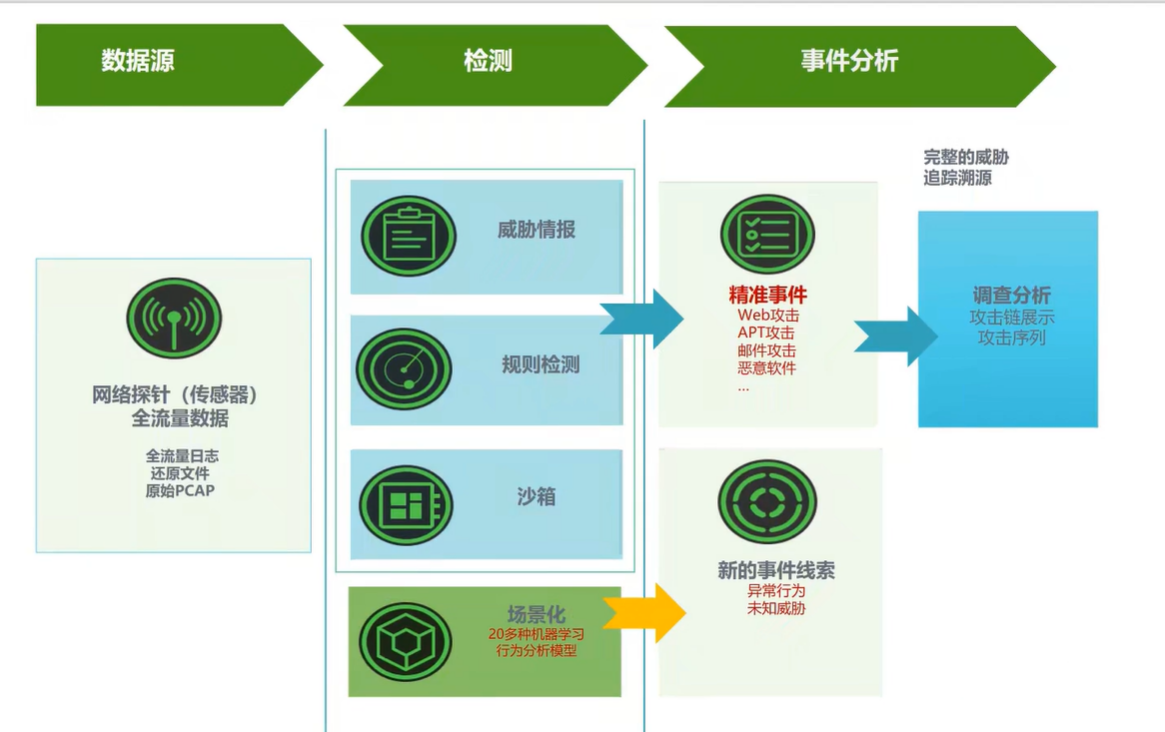 数据源
检测
事件分析
网络探针（传感器）
全流量数据
全流量日志
还原文件
原始PCAP
威胁情报
规则检测
沙箱
场景化
20多种机器学习
行为分析模型
精准事件
Web攻击
APT攻击
邮件攻击
恶意软件
...
新的事件线索
异常行为
未知威胁
完整的威胁
追踪溯源
调查分析
攻击链展示
攻击序列